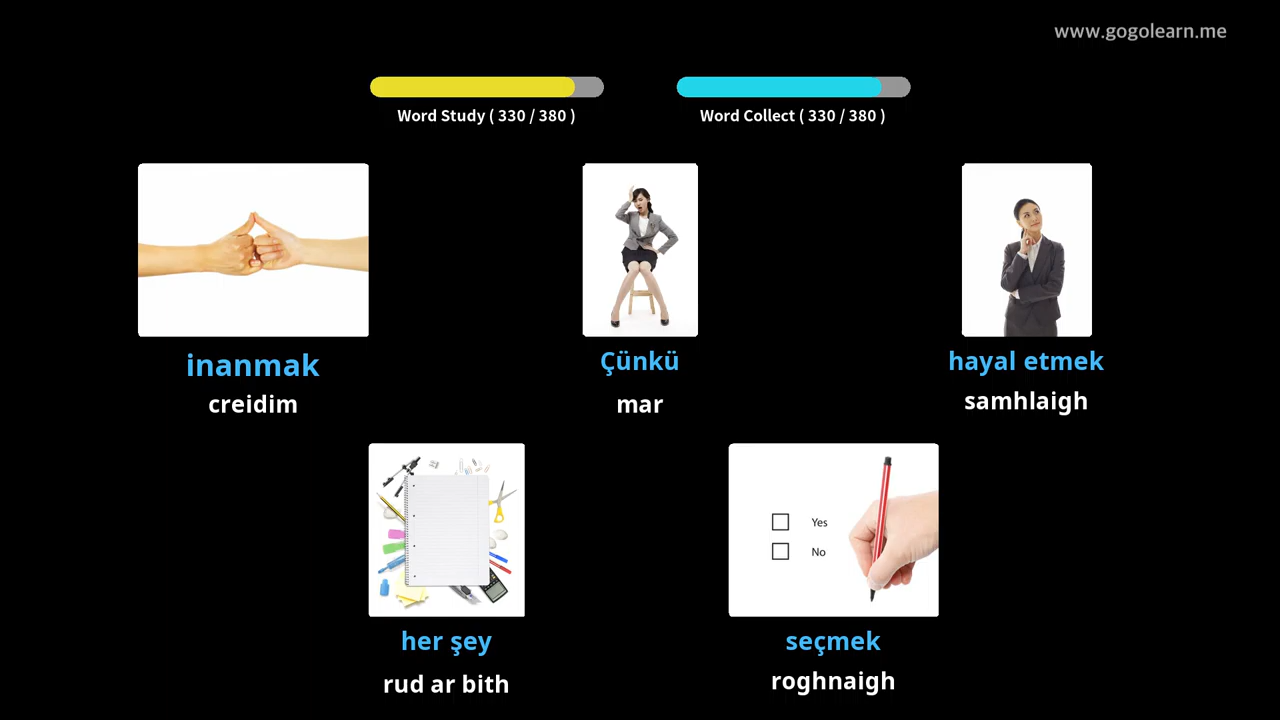 www.gogolearn.me
Word Study ( 330 / 380 )
Word Collect ( 330 / 380 )
inanmak
creidim
Çünkü
mar
hayal etmek
samhlaigh
Yes
No
her şey
rud ar bith
seçmek
roghnaigh